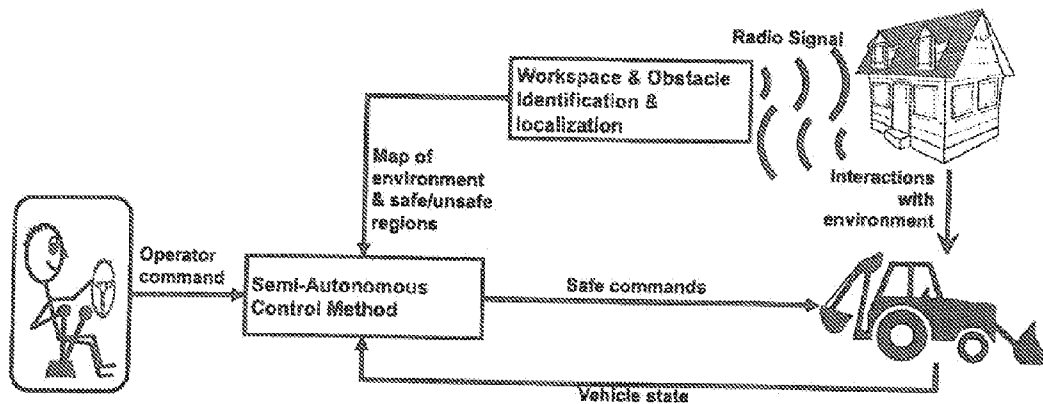 Radio Signal
Workspace & Obstacle
Identification &
localization
Map of
environment
& safe/unsafe
regions
Interactions
with
environment
Operator
command
Semi-Autonomous
Control Method
Safe commands
Vehicle state